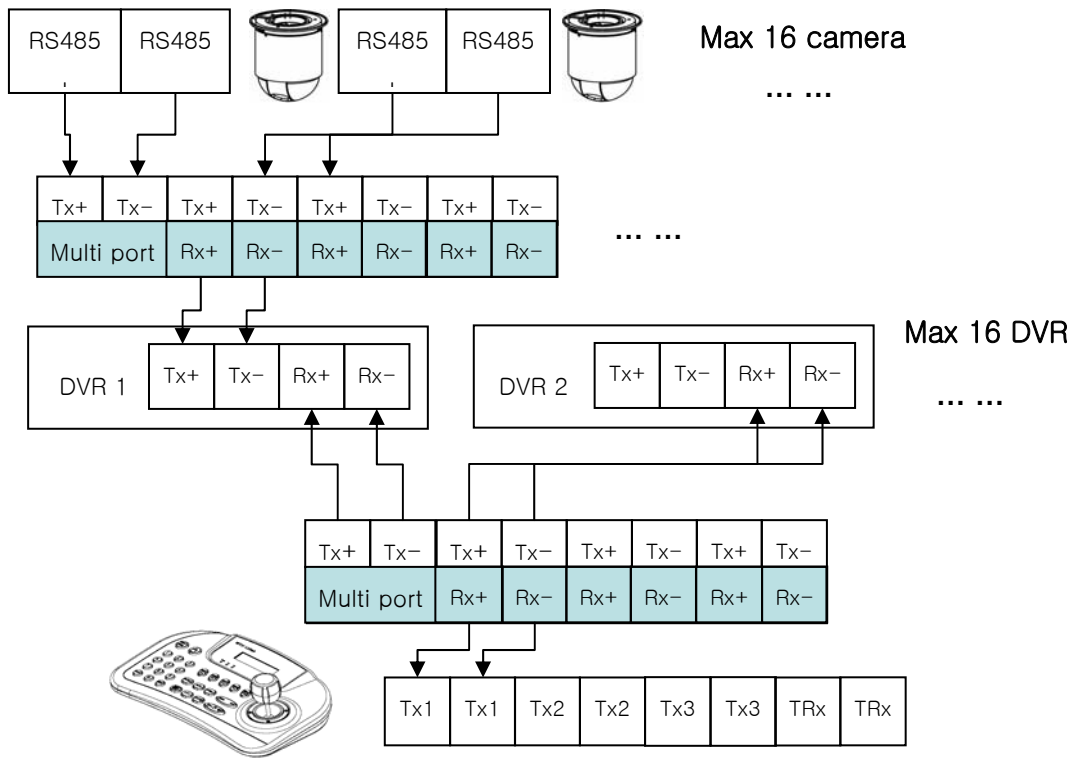 RS485 RS485 RS485 RS485 Max 16 camera
... ...
Tx+ Tx− Tx+ Tx− Tx+ Tx− Tx+ Tx−
Multi port Rx+ Rx− Rx+ Rx− Rx+ Rx−
... ...
Max 16 DVR
DVR 1 Tx+ Tx− Rx+ Rx−
DVR 2 Tx+ Tx− Rx+ Rx−
... ...
Tx+ Tx− Tx+ Tx− Tx+ Tx− Tx+ Tx−
Multi port Rx+ Rx− Rx+ Rx− Rx+ Rx−
Tx1 Tx1 Tx2 Tx2 Tx3 Tx3 TRx TRx